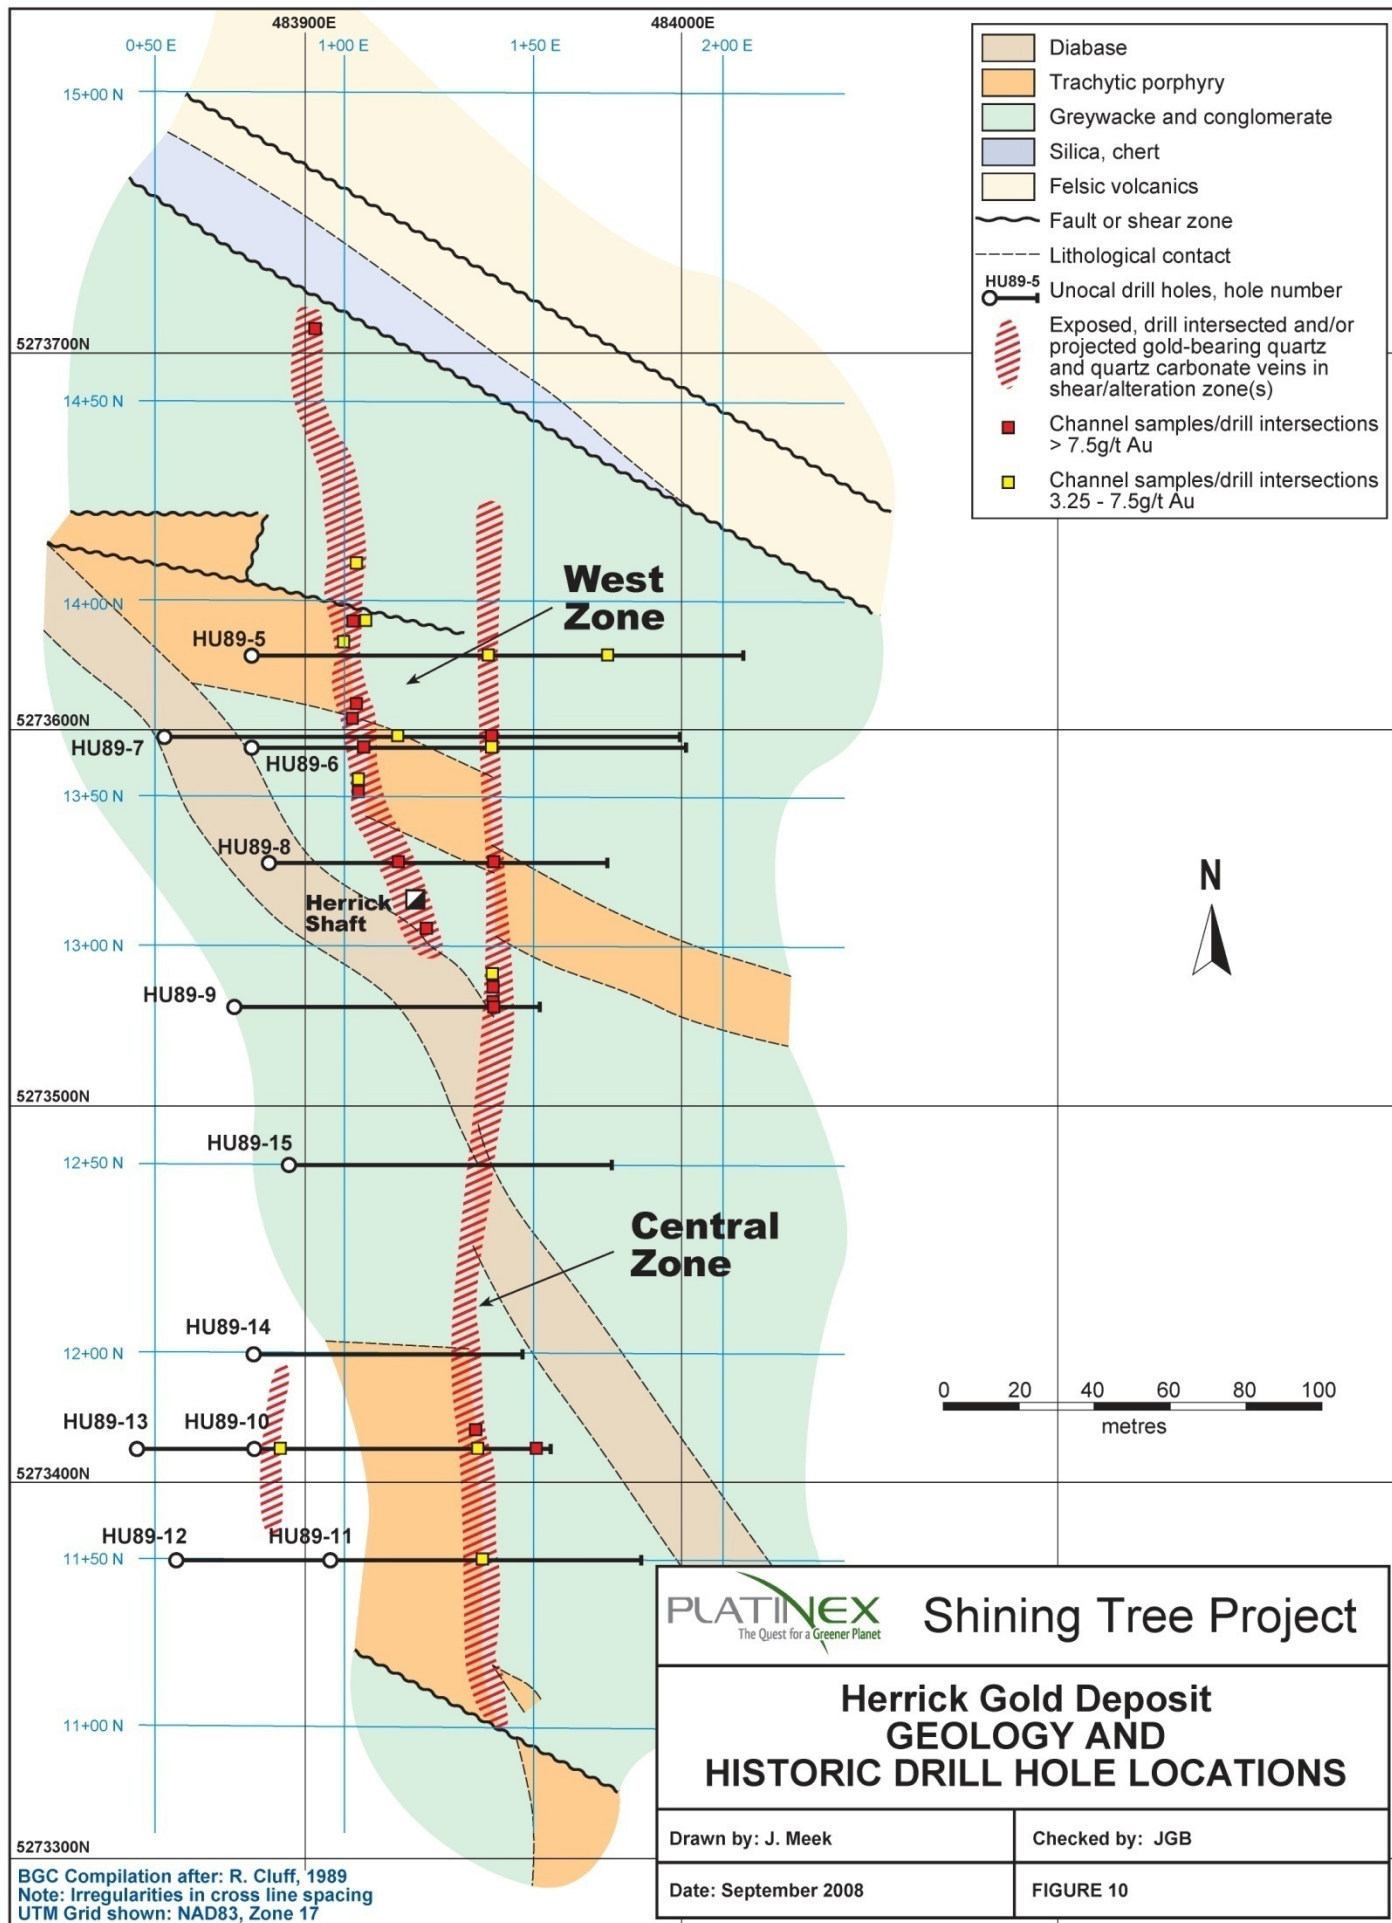 483900E
484000E
0+50 E
1+00 E
1+50 E
2+00 E
15+00 N
5273700N
14+50 N
14+00 N
5273600N
13+50 N
13+00 N
5273500N
12+50 N
12+00 N
5273400N
11+50 N
11+00 N
5273300N
Diabase
Trachytic porphyry
Greywacke and conglomerate
Silica, chert
Felsic volcanics
Fault or shear zone
Lithological contact
HU89-5
Unocal drill holes, hole number
Exposed, drill intersected and/or
projected gold-bearing quartz
and quartz carbonate veins in
shear/alteration zone(s)
Channel samples/drill intersections
> 7.5g/t Au
Channel samples/drill intersections
3.25 - 7.5g/t Au
West
Zone
HU89-5
HU89-7
HU89-6
HU89-8
Herrick
Shaft
HU89-9
HU89-15
Central
Zone
HU89-14
HU89-13
HU89-10
HU89-12
HU89-11
N
0 20 40 60 80 100
metres
PLATINEX
The Quest for a Greener Planet
Shining Tree Project
Herrick Gold Deposit
GEOLOGY AND
HISTORIC DRILL HOLE LOCATIONS
Drawn by: J. Meek
Checked by: JGB
Date: September 2008
FIGURE 10
BGC Compilation after: R. Cluff, 1989
Note: Irregularities in cross line spacing
UTM Grid shown: NAD83, Zone 17